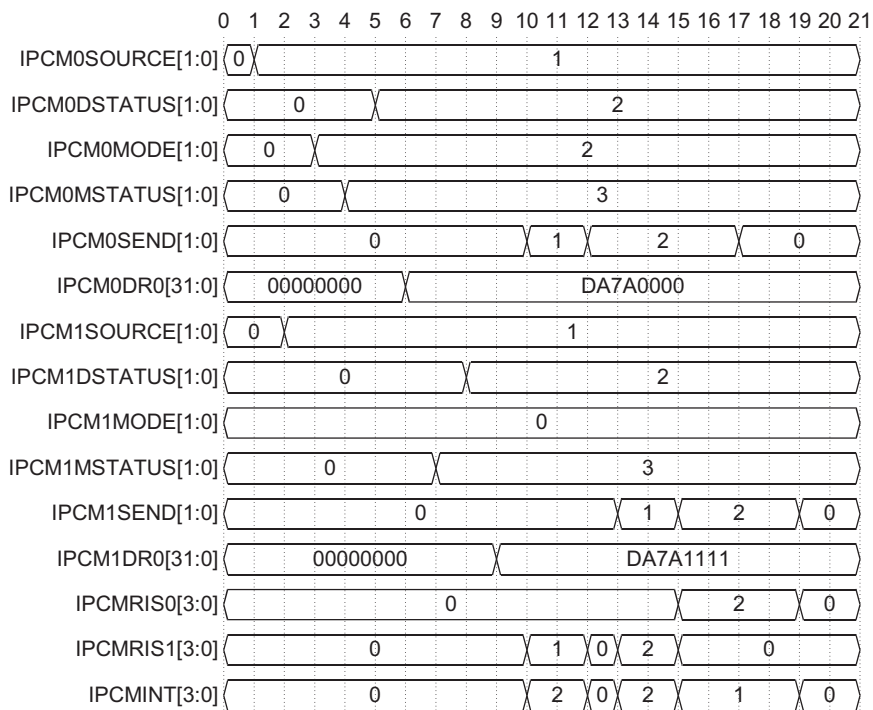 0 1 2 3 4 5 6 7 8 9 10 11 12 13 14 15 16 17 18 19 20 21
IPCM0SOURCE[1:0] 0 1
IPCM0DSTATUS[1:0] 0 2
IPCM0MODE[1:0] 0 2
IPCM0MSTATUS[1:0] 0 3
IPCM0SEND[1:0] 0 1 2 0
IPCM0DR0[31:0] 00000000 DA7A0000
IPCM1SOURCE[1:0] 0 1
IPCM1DSTATUS[1:0] 0 2
IPCM1MODE[1:0] 0
IPCM1MSTATUS[1:0] 0 3
IPCM1SEND[1:0] 0 1 2 0
IPCM1DR0[31:0] 00000000 DA7A1111
IPCMRIS0[3:0] 0 2 0
IPCMRIS1[3:0] 0 1 0 2 0
IPCMINT[3:0] 0 2 0 2 1 0